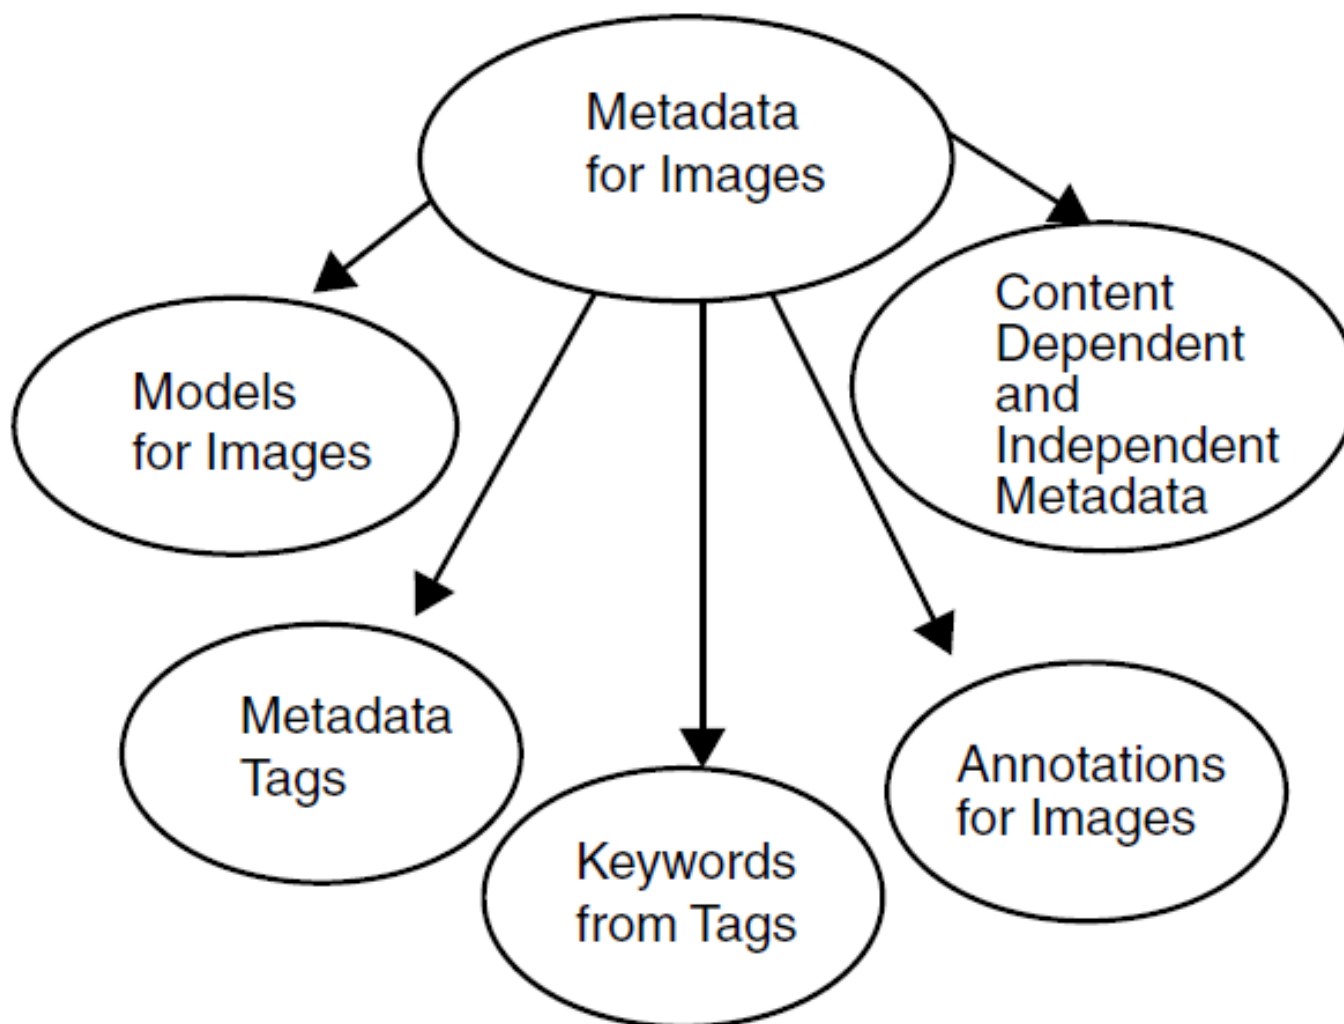 Metadata
for Images
Models
for Images
Content
Dependent
and
Independent
Metadata
Metadata
Tags
Keywords
from Tags
Annotations
for Images